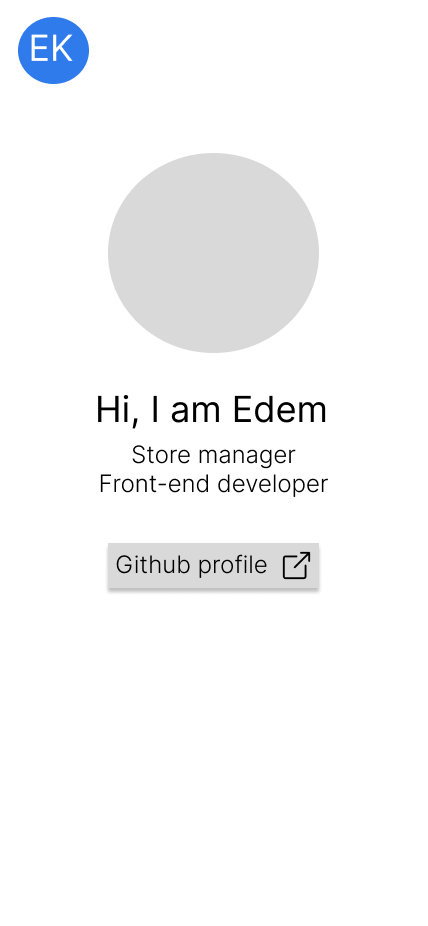 EK
Hi, I am Edem
Store manager
Front-end developer
Github profile